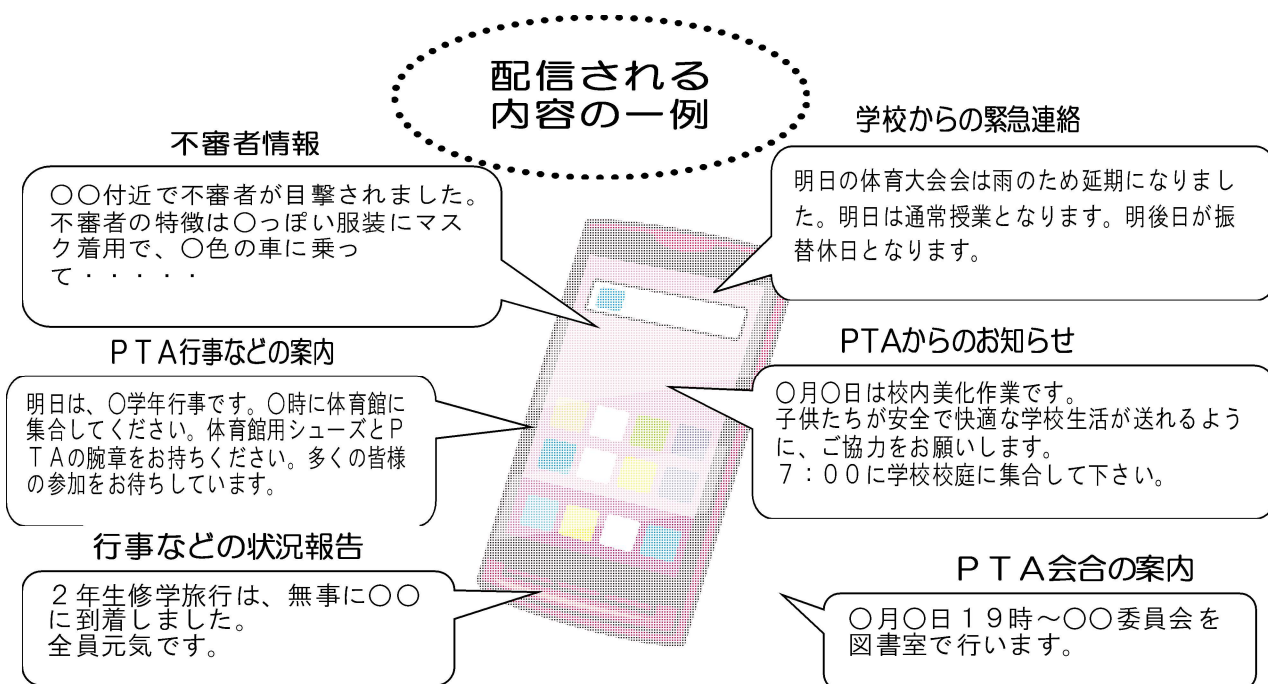 配信される
内容の一例
不審者情報
〇〇付近で不審者が目撃されました。
不審者の特徴は〇っぽい服装にマス
ク着用で、〇色の車に乗っ
て・・・・・
学校からの緊急連絡
明日の体育大会会は雨のため延期になりまし
た。明日は通常授業となります。明後日が振
替休日となります。
ＰＴＡ行事などの案内
明日は、〇学年行事です。〇時に体育館に
集合してください。体育館用シューズとＰ
ＴＡの腕章をお持ちください。多くの皆様
の参加をお待ちしています。
PTAからのお知らせ
〇月〇日は校内美化作業です。
子供たちが安全で快適な学校生活が送れるよう
に、ご協力をお願いします。
７：００に学校校庭に集合して下さい。
行事などの状況報告
２年生修学旅行は、無事に〇〇
に到着しました。
全員元気です。
ＰＴＡ会合の案内
〇月〇日１９時～〇〇委員会を
図書室で行います。